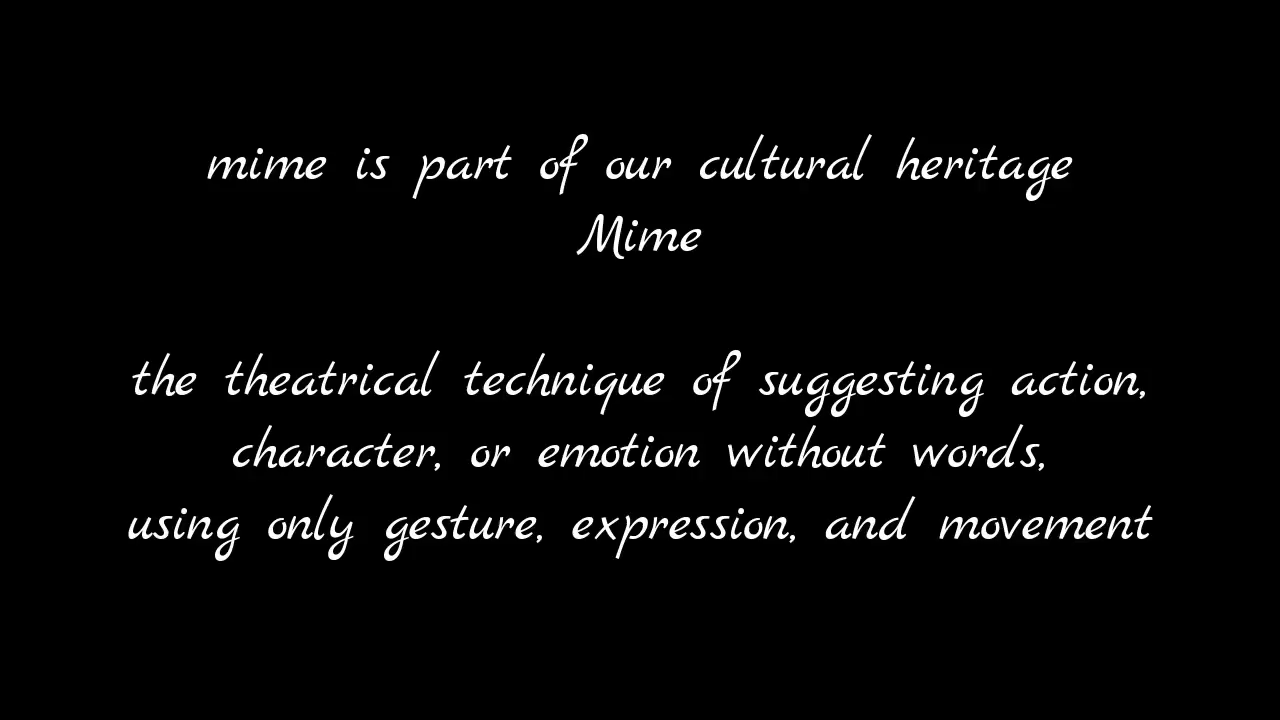 mime is part of our cultural heritage
Mime
the theatrical technique of suggesting action,
character, or emotion without words,
using only gesture, expression, and movement